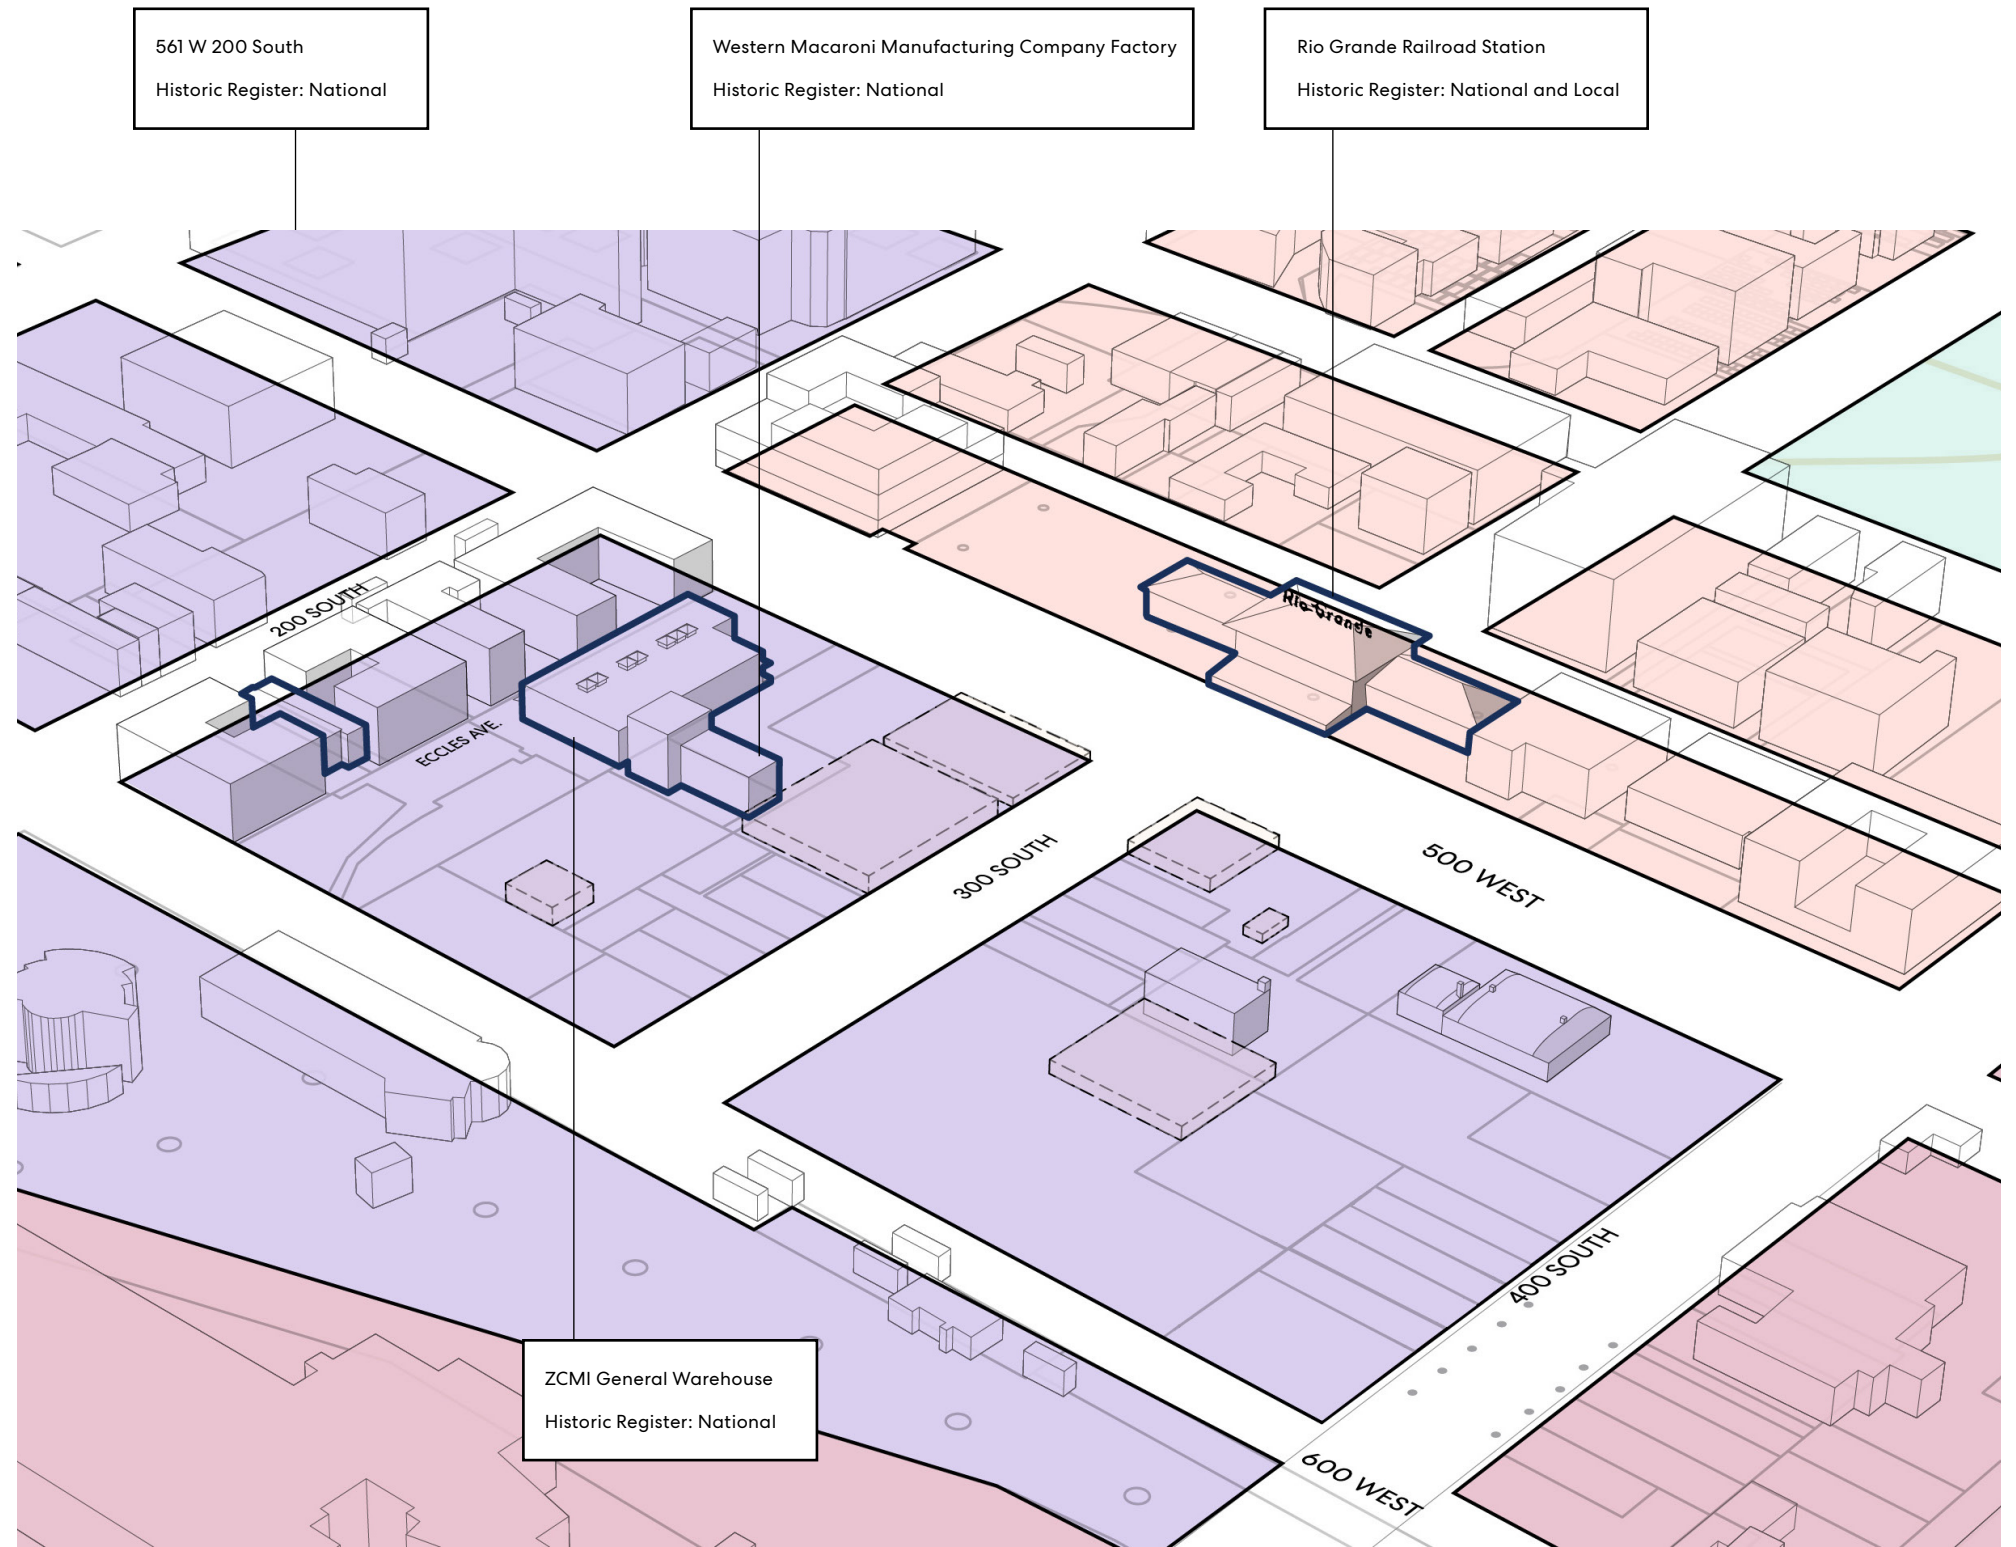 561 W 200 South
Historic Register: National
Western Macaroni Manufacturing Company Factory
Historic Register: National
Rio Grande Railroad Station
Historic Register: National and Local
Rio Grande
200 SOUTH
ECCLES AVE.
300 SOUTH
500 WEST
400 SOUTH
600 WEST
ZCMI General Warehouse
Historic Register: National